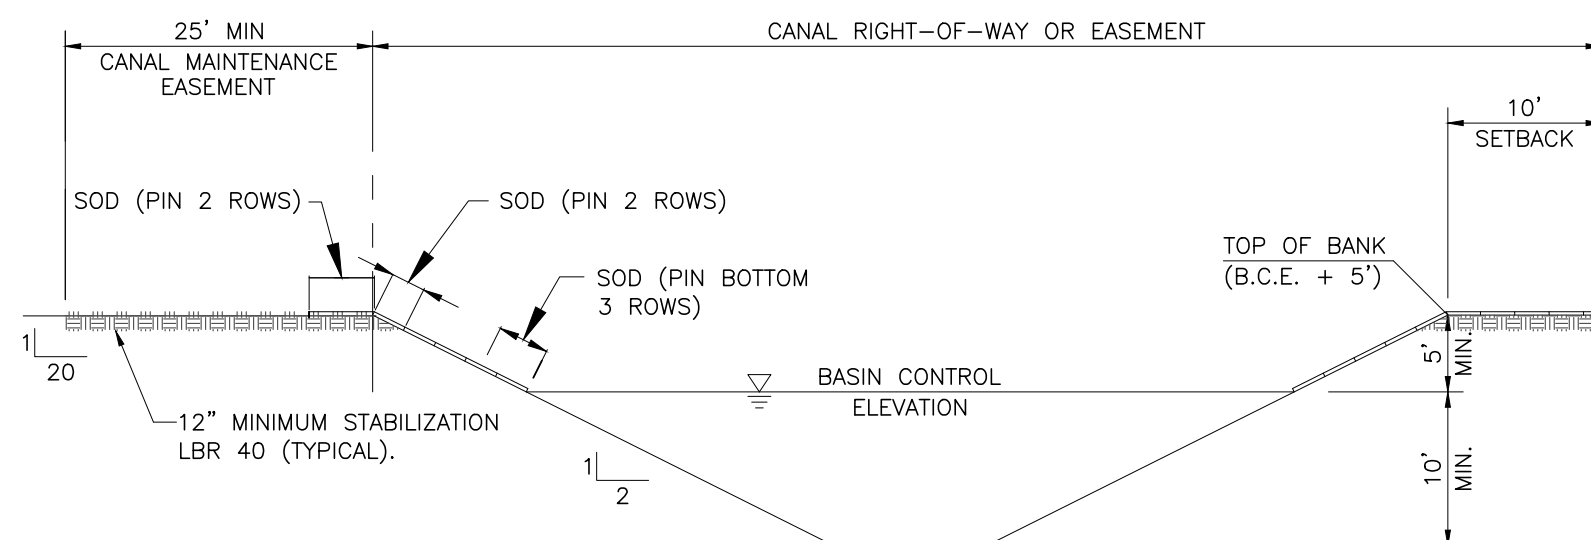 25' MIN
CANAL MAINTENANCE
EASEMENT
CANAL RIGHT-OF-WAY OR EASEMENT
10'
SETBACK
SOD (PIN 2 ROWS)
SOD (PIN 2 ROWS)
SOD (PIN BOTTOM
3 ROWS)
TOP OF BANK
(B.C.E. + 5')
1
20
5'
MIN.
BASIN CONTROL
ELEVATION
12" MINIMUM STABILIZATION
LBR 40 (TYPICAL).
1
2
10'
MIN.